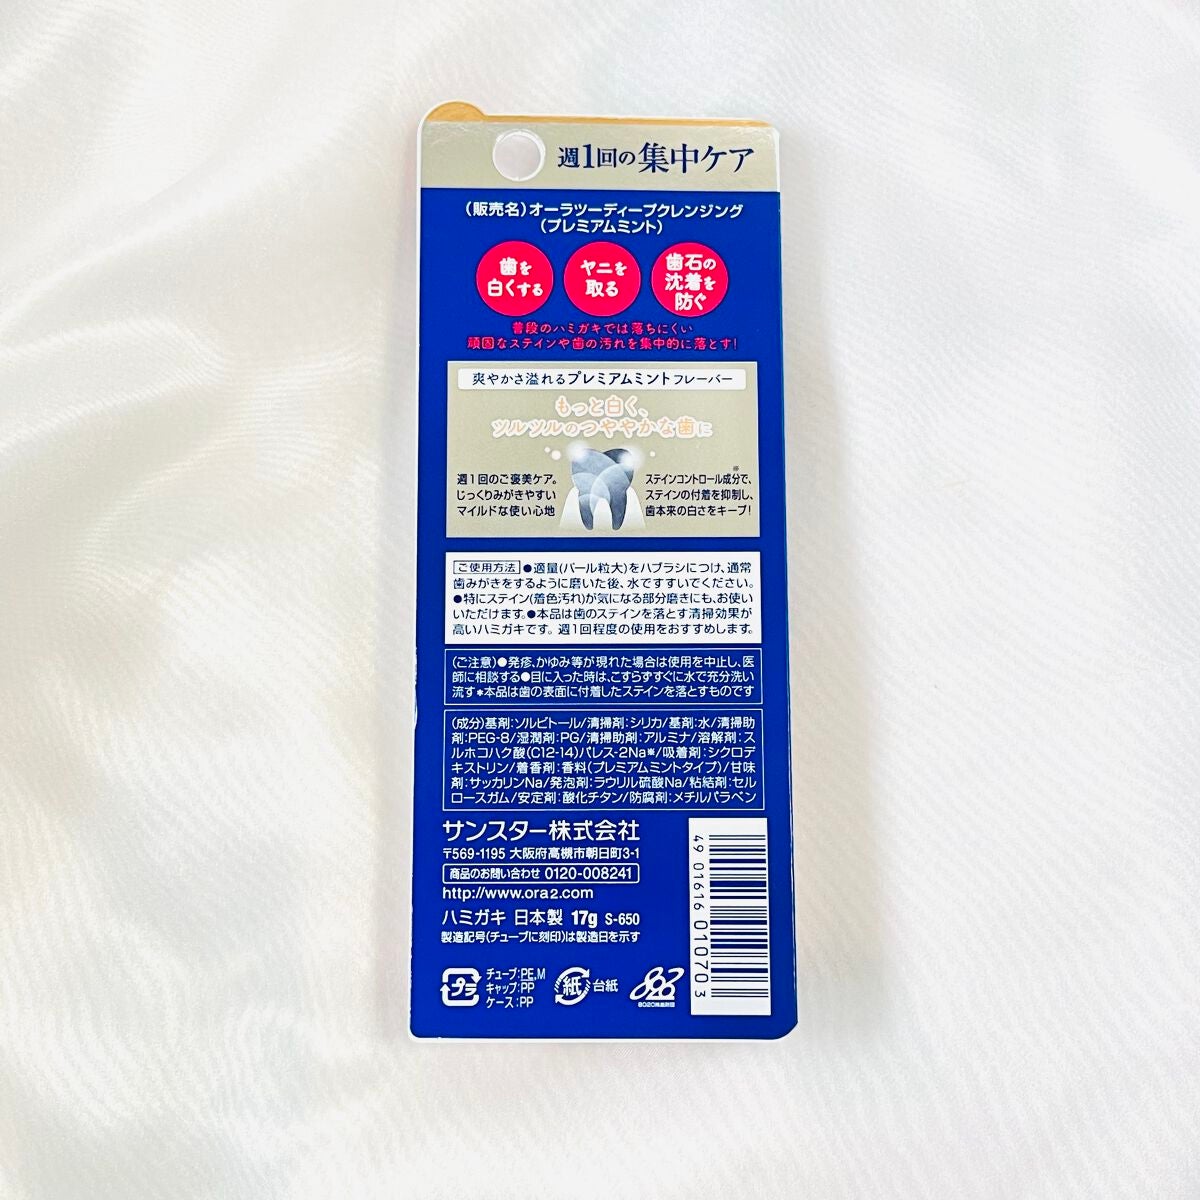 週1回の集中ケア
(販売名)オーラツーディープクレンジング
(プレミアムミント)
歯を
白くする
ヤニを
取る
歯石の
沈着を
防ぐ
普段のハミガキでは落ちにくい
頑固なステインや歯の汚れを集中的に落とす!
爽やかさ溢れるプレミアムミントフレーバー
もっと白く、
ツルツルのつややかな歯に
週1回のご褒美ケア。
じっくりみがきやすい
マイルドな使い心地
ステインコントロール成分※で、
ステインの付着を抑制し、
歯本来の白さをキープ!
ご使用方法 ●適量(パール粒大)をハブラシにつけ、通常
歯みがきをするように磨いた後、水ですすいでください。
●特にステイン(着色汚れ)が気になる部分磨きにも、お使い
いただけます。●本品は歯のステインを落とす清掃効果が
高いハミガキです。週1回程度の使用をおすすめします。
(ご注意)●発疹、かゆみ等が現れた場合は使用を中止し、医
師に相談する●目に入った時は、こすらずすぐに水で充分洗い
流す*本品は歯の表面に付着したステインを落とすものです
(成分)基剤:ソルビトール/清掃剤:シリカ/基剤:水/清掃助
剤:PEG-8/湿潤剤:PG/清掃助剤:アルミナ/溶解剤:ス
ルホコハク酸(C12-14)パレス-2Na※/吸着剤:シクロデ
キストリン/着香剤:香料(プレミアムミントタイプ)/甘味
剤:サッカリンNa/発泡剤:ラウリル硫酸Na/粘結剤:セル
ロースガム/安定剤:酸化チタン/防腐剤:メチルパラベン
サンスター株式会社
〒569-1195 大阪府高槻市朝日町3-1
商品のお問い合わせ 0120-008241
http://www.ora2.com
ハミガキ 日本製 17g S-650
製造記号(チューブに刻印)は製造日を示す
プラ
チューブ:PE,M
キャップ:PP
ケース:PP
紙
台紙
8020
8020推進財団
4901616010703